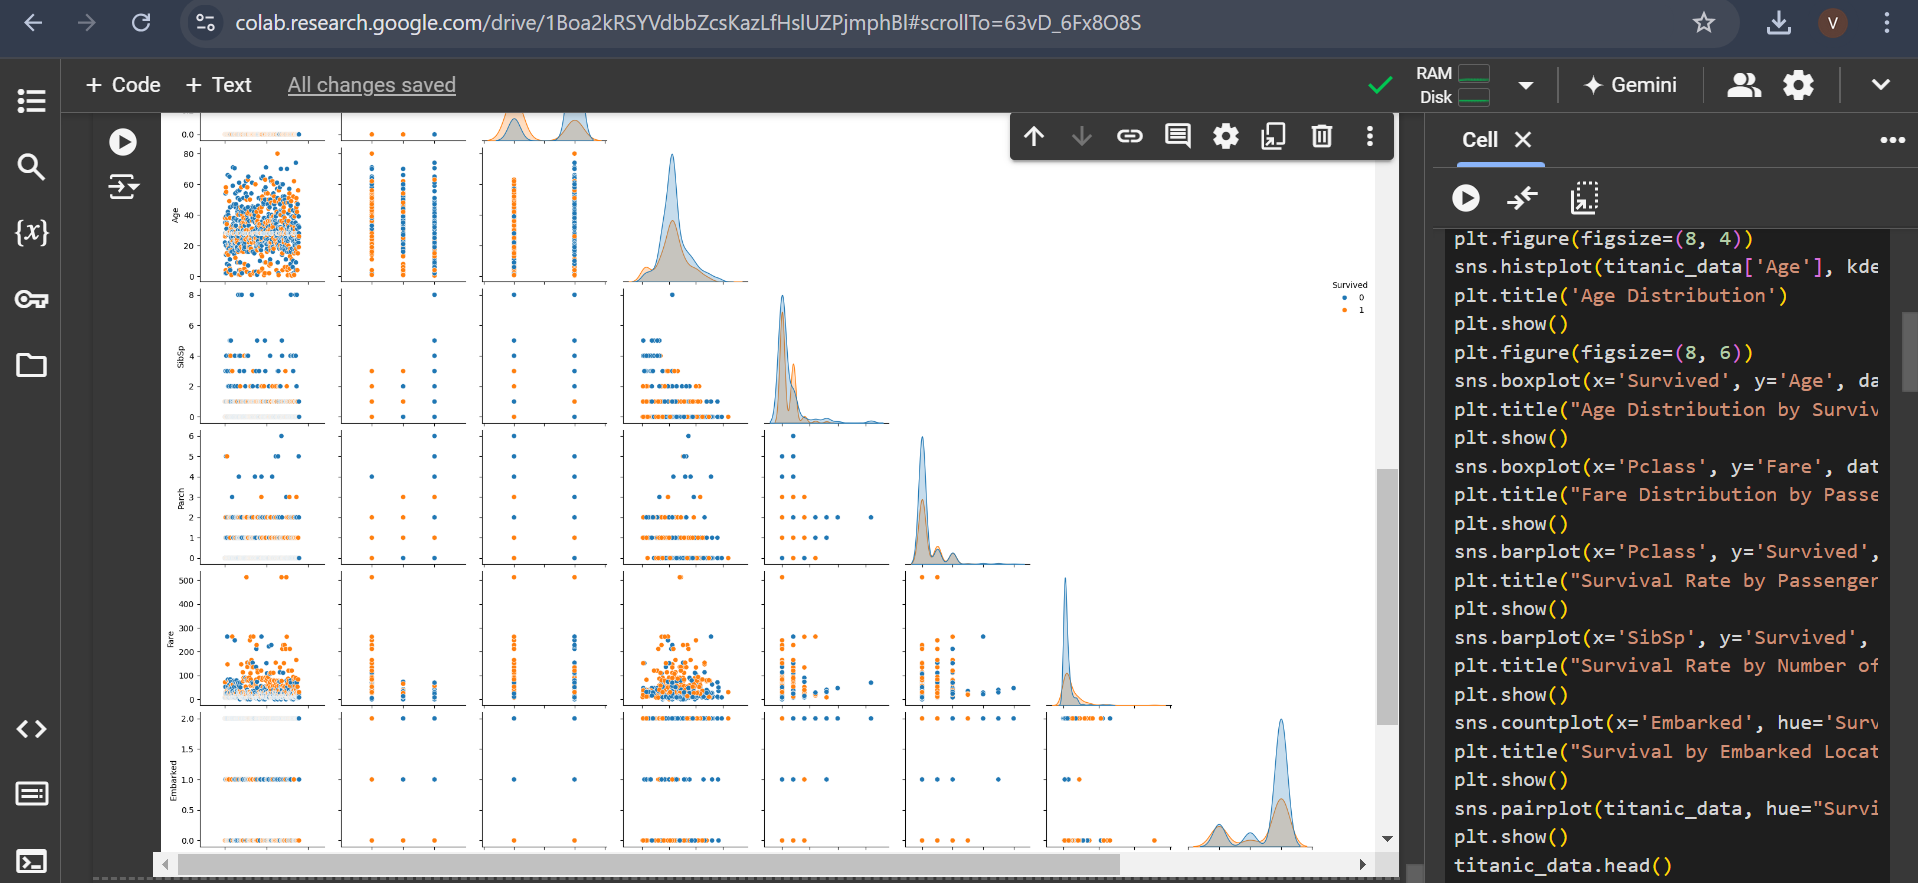 colab.research.google.com/drive/1Boa2kRSYVdbbZcsKazLfHslUZPjmphBl#scrollTo=63vD_6Fx8O8S
V
+ Code + Text All changes saved
RAM
Disk
Gemini
Cell
{x}
0.0
80
60
40
20
0
Age
8
6
4
2
0
SibSp
6
5
4
3
2
1
0
Parch
500
400
300
200
100
0
Fare
2.0
1.5
1.0
0.5
0.0
Embarked
Survived
0
1
plt.figure(figsize=(8, 4))
sns.histplot(titanic_data['Age'], kde
plt.title('Age Distribution')
plt.show()
plt.figure(figsize=(8, 6))
sns.boxplot(x='Survived', y='Age', da
plt.title("Age Distribution by Surviv
plt.show()
sns.boxplot(x='Pclass', y='Fare', dat
plt.title("Fare Distribution by Passe
plt.show()
sns.barplot(x='Pclass', y='Survived',
plt.title("Survival Rate by Passenger
plt.show()
sns.barplot(x='SibSp', y='Survived',
plt.title("Survival Rate by Number of
plt.show()
sns.countplot(x='Embarked', hue='Surv
plt.title("Survival by Embarked Locat
plt.show()
sns.pairplot(titanic_data, hue="Survi
plt.show()
titanic_data.head()